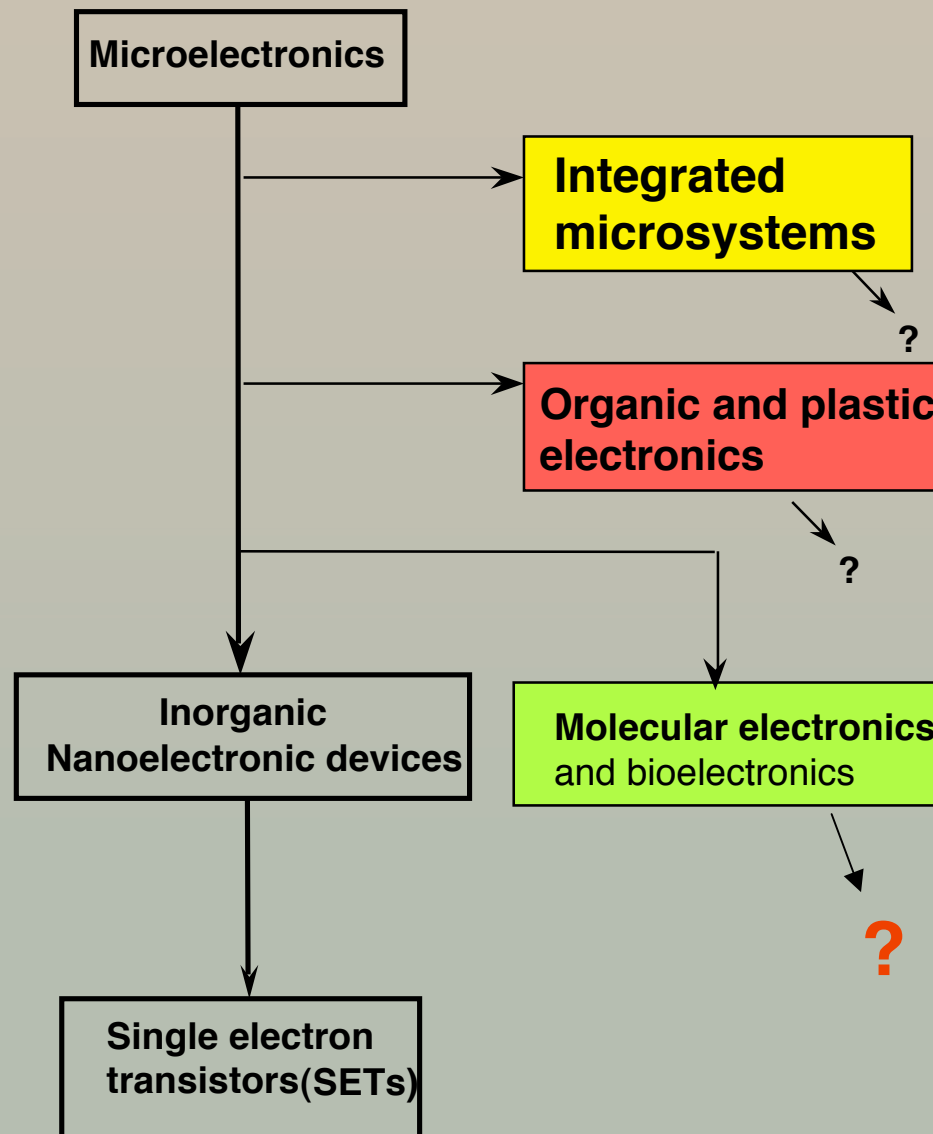 Microelectronics
Integrated
microsystems
?
Organic and plastic
electronics
?
Inorganic
Nanoelectronic devices
Molecular electronics
and bioelectronics
?
Single electron
transistors(SETs)